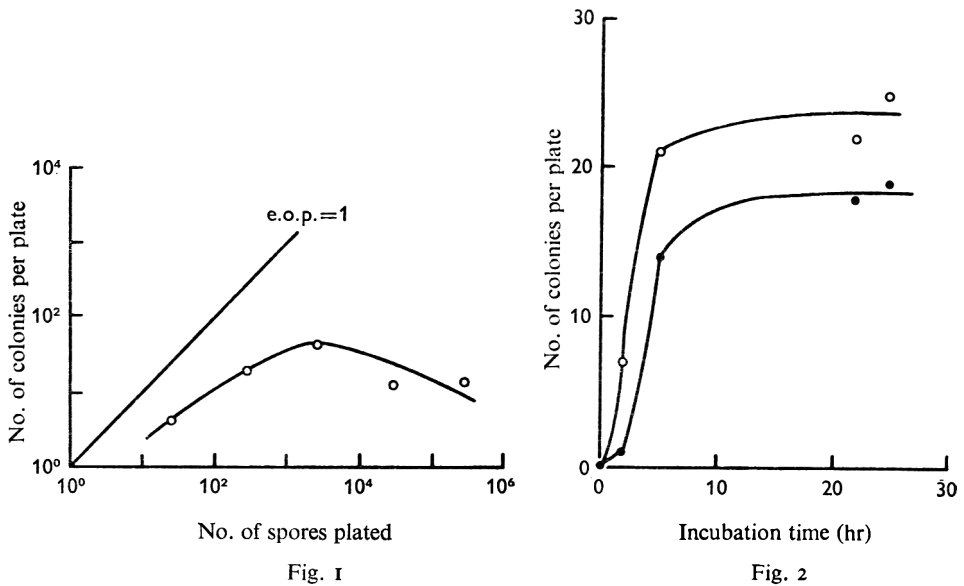 No. of colonies per plate
10⁴
10²
10⁰
e.o.p.=1
10⁰
10²
10⁴
10⁶
No. of spores plated
Fig. 1
No. of colonies per plate
30
20
10
0
0
10
20
30
Incubation time (hr)
Fig. 2